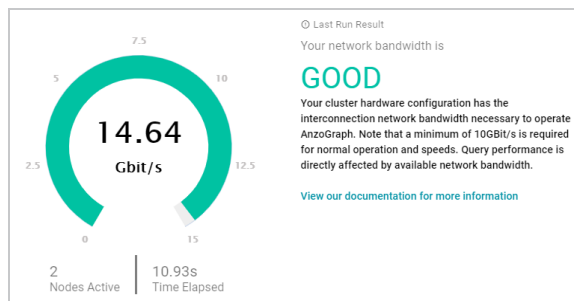 7.5
5
10
14.64
Gbit/s
2.5
12.5
0
15
2
Nodes Active
10.93s
Time Elapsed
Last Run Result
Your network bandwidth is
GOOD
Your cluster hardware configuration has the
interconnection network bandwidth necessary to operate
AnzoGraph. Note that a minimum of 10GBit/s is required
for normal operation and speeds. Query performance is
directly affected by available network bandwidth.
View our documentation for more information